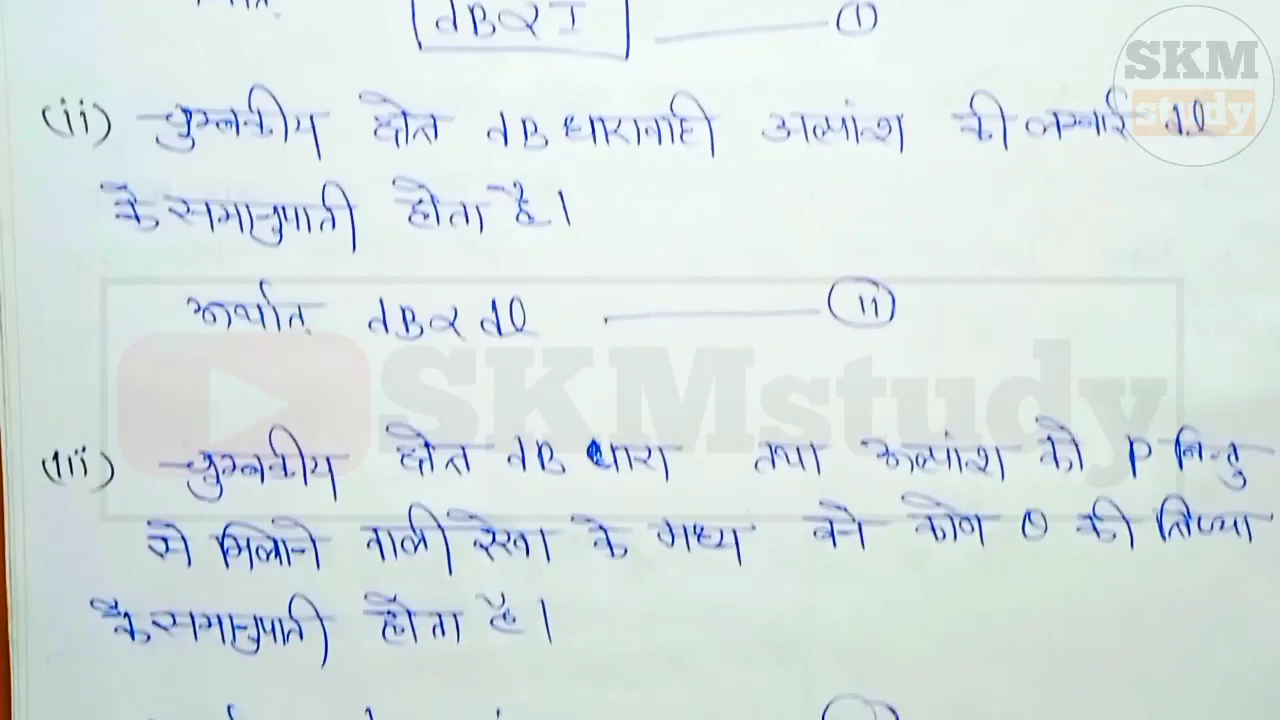 dB∝I ——— (i)
SKM
study
(ii) चुम्बकीय क्षेत्र dB धारावाही अल्पांश की लम्बाई dl
के समानुपाती होता है।
अर्थात dB∝dl ——— (ii)
SKMstudy
(iii) चुम्बकीय क्षेत्र dB धारा तथा अल्पांश को P बिन्दु
से मिलाने वाली रेखा के मध्य बने कोण θ की त्रिज्या
के समानुपाती होता है।